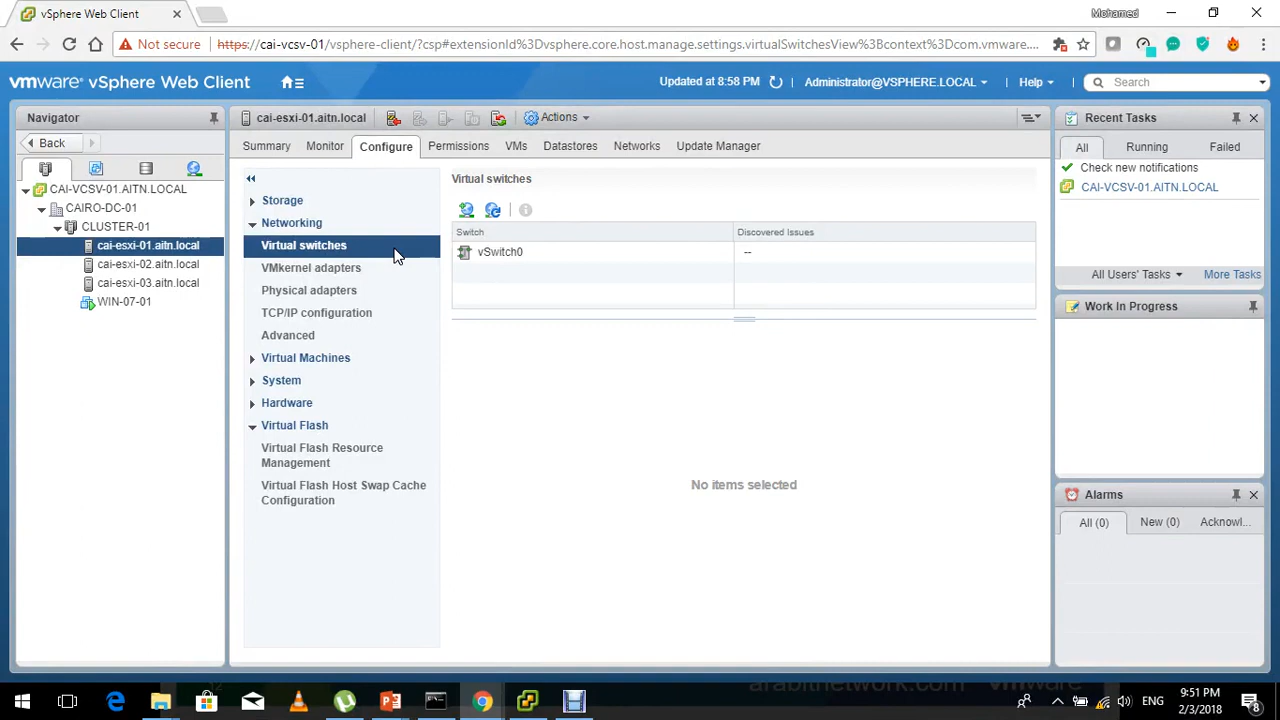 vSphere Web Client
Mohamed
Not secure
https://cai-vcsv-01/vsphere-client/?csp#extensionId%3Dvsphere.core.host.manage.settings.virtualSwitchesView%3Bcontext%3Dcom.vmware....
vmware® vSphere Web Client
Updated at 8:58 PM
Administrator@VSPHERE.LOCAL
Help
Search
Navigator
Back
CAI-VCSV-01.AITN.LOCAL
CAIRO-DC-01
CLUSTER-01
cai-esxi-01.aitn.local
cai-esxi-02.aitn.local
cai-esxi-03.aitn.local
WIN-07-01
cai-esxi-01.aitn.local
Actions
Summary
Monitor
Configure
Permissions
VMs
Datastores
Networks
Update Manager
Storage
Networking
Virtual switches
VMkernel adapters
Physical adapters
TCP/IP configuration
Advanced
Virtual Machines
System
Hardware
Virtual Flash
Virtual Flash Resource
Management
Virtual Flash Host Swap Cache
Configuration
Virtual switches
Switch
Discovered Issues
vSwitch0
--
No items selected
Recent Tasks
All
Running
Failed
Check new notifications
CAI-VCSV-01.AITN.LOCAL
All Users' Tasks
More Tasks
Work In Progress
Alarms
All (0)
New (0)
Acknowl...
12
arabitnetwork.com
vmware
ENG
9:51 PM
2/3/2018
8